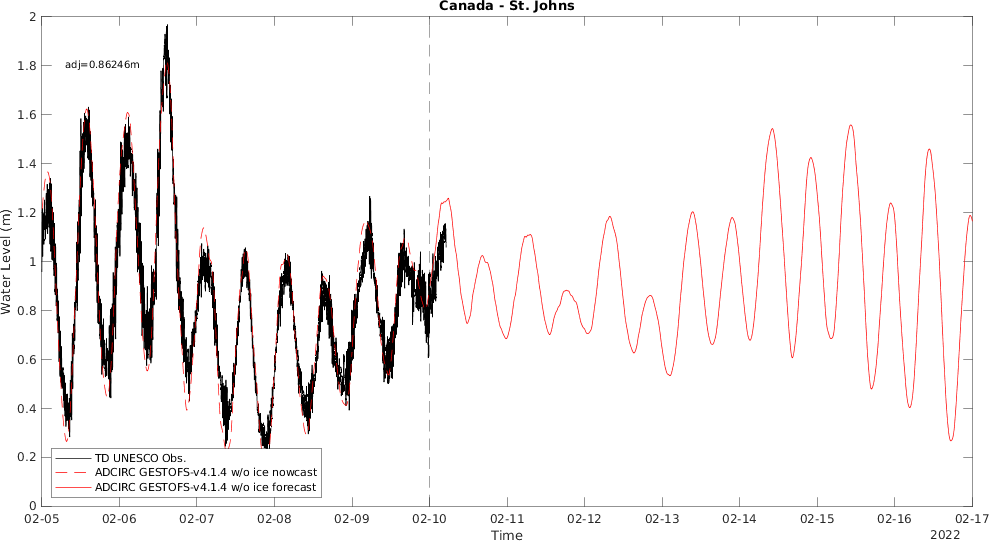 Canada - St. Johns
adj=0.86246m
Water Level (m)
2
1.8
1.6
1.4
1.2
1
0.8
0.6
0.4
0.2
0
TD UNESCO Obs.
ADCIRC GESTOFS-v4.1.4 w/o ice nowcast
ADCIRC GESTOFS-v4.1.4 w/o ice forecast
02-05 02-06 02-07 02-08 02-09 02-10 02-11 02-12 02-13 02-14 02-15 02-16 02-17
Time
2022